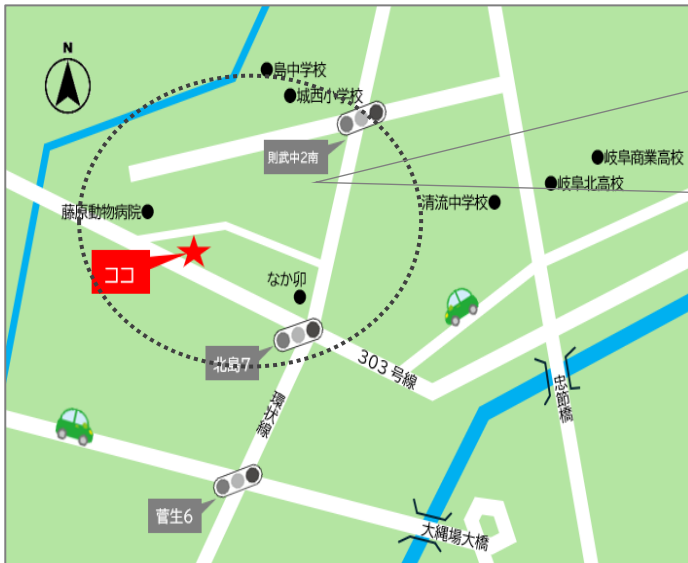 N
島中学校
城西小学校
則武中2南
岐阜商業高校
岐阜北高校
清流中学校
藤原動物病院
ココ
なか卯
北島7
303号線
忠節橋
環状線
菅生6
大縄場大橋